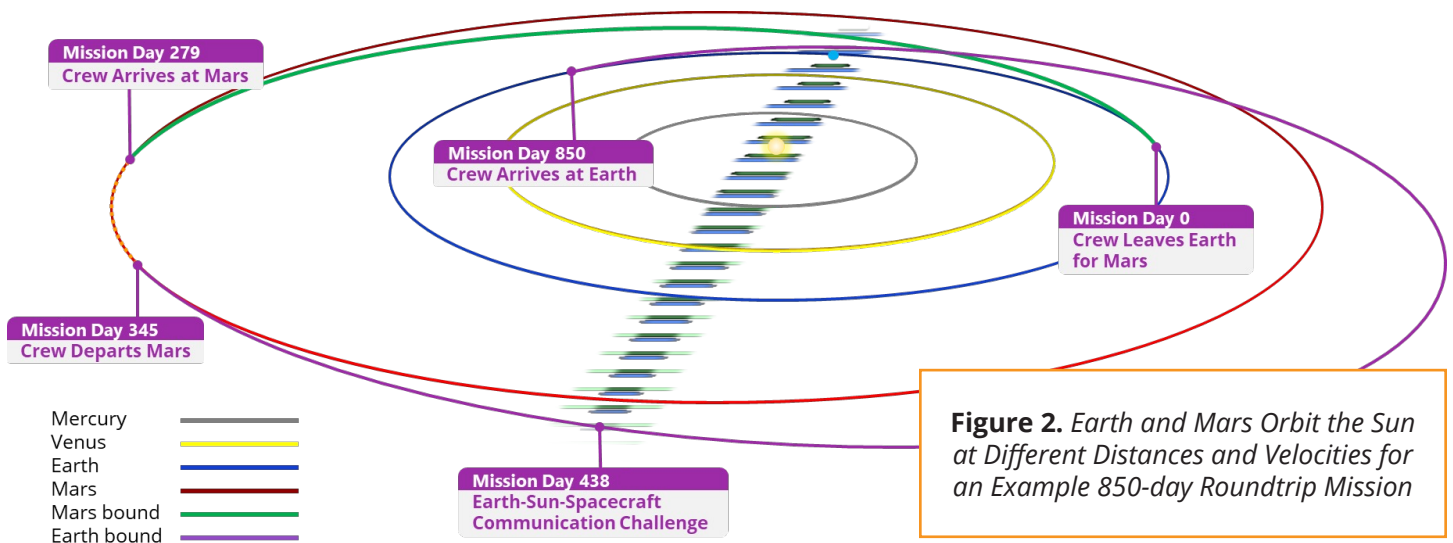 Mission Day 279
Crew Arrives at Mars
Mission Day 850
Crew Arrives at Earth
Mission Day 0
Crew Leaves Earth
for Mars
Mission Day 345
Crew Departs Mars
Mission Day 438
Earth-Sun-Spacecraft
Communication Challenge
Mercury
Venus
Earth
Mars
Mars bound
Earth bound
Figure 2. Earth and Mars Orbit the Sun
at Different Distances and Velocities for
an Example 850-day Roundtrip Mission